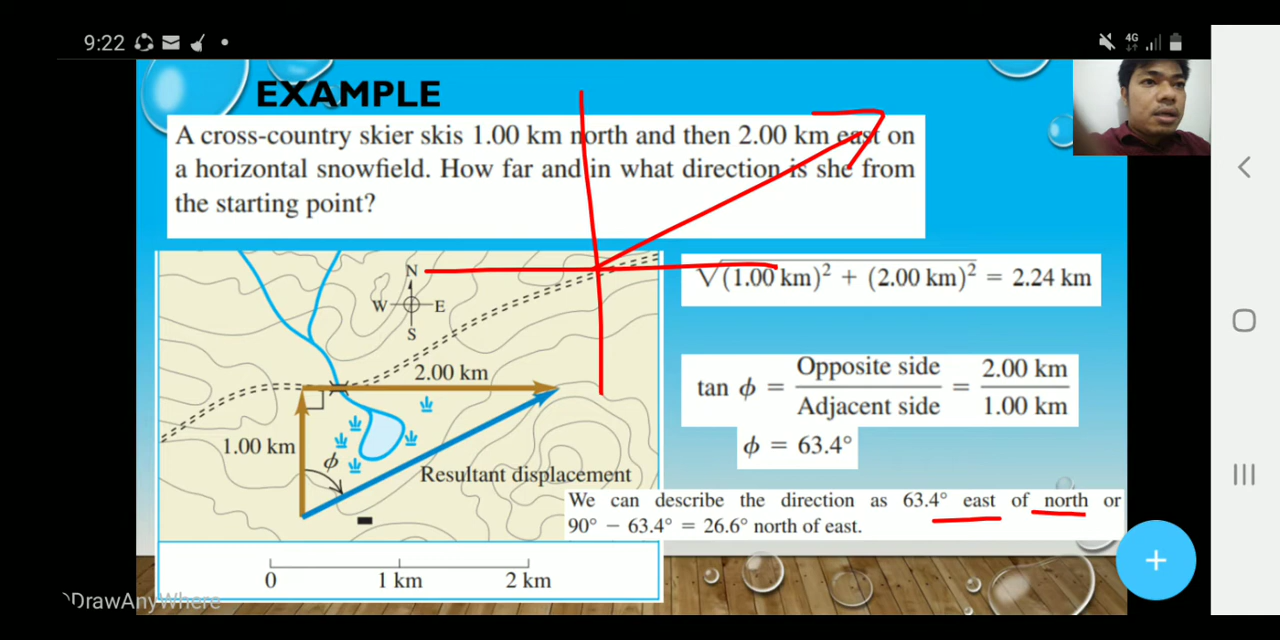 9:22
4G
EXAMPLE
A cross-country skier skis 1.00 km north and then 2.00 km east on
a horizontal snowfield. How far and in what direction is she from
the starting point?
N
W E
S
2.00 km
1.00 km
ϕ
Resultant displacement
0 1 km 2 km
√(1.00 km)² + (2.00 km)² = 2.24 km
tan ϕ = Opposite side / Adjacent side = 2.00 km / 1.00 km
ϕ = 63.4°
We can describe the direction as 63.4° east of north or
90° − 63.4° = 26.6° north of east.
DrawAnyWhere